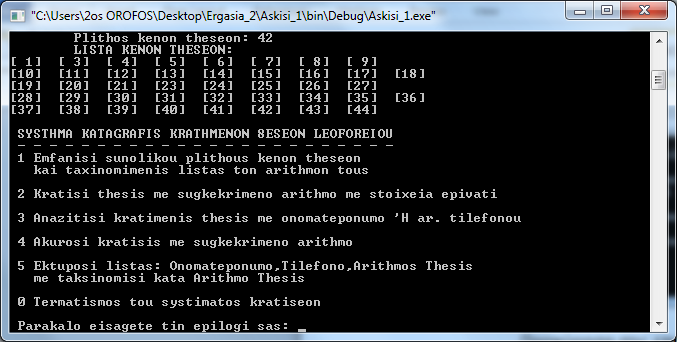 "C:\Users\2os OROFOS\Desktop\Ergasia_2\Askisi_1\bin\Debug\Askisi_1.exe"
Plithos kenon theseon: 42
LISTA KENON THESEON:
[ 1] [ 3] [ 4] [ 5] [ 6] [ 7] [ 8] [ 9]
[10] [11] [12] [13] [14] [15] [16] [17] [18]
[19] [20] [21] [23] [24] [25] [26] [27]
[28] [29] [30] [31] [32] [33] [34] [35] [36]
[37] [38] [39] [40] [41] [42] [43] [44]
SYSTHMA KATAGRAFIS KRATHMENON 8ESEON LEOFOREIOU
- - - - - - - - - - - - - - - - - - - - - - - -
1 Emfanisi sunolikou plithous kenon theseon
kai taxinomimenis listas ton arithmon tous
2 Kratisi thesis me sugkekrimeno arithmo me stoixeia epivati
3 Anazitisi kratimenis thesis me onomateponumo 'H ar. tilefonou
4 Akurosi kratisis me sugkekrimeno arithmo
5 Ektuposi listas: Onomateponumo,Tilefono,Arithmos Thesis
me taksinomisi kata Arithmo Thesis
0 Termatismos tou systimatos kratiseon
Parakalo eisagete tin epilogi sas: _